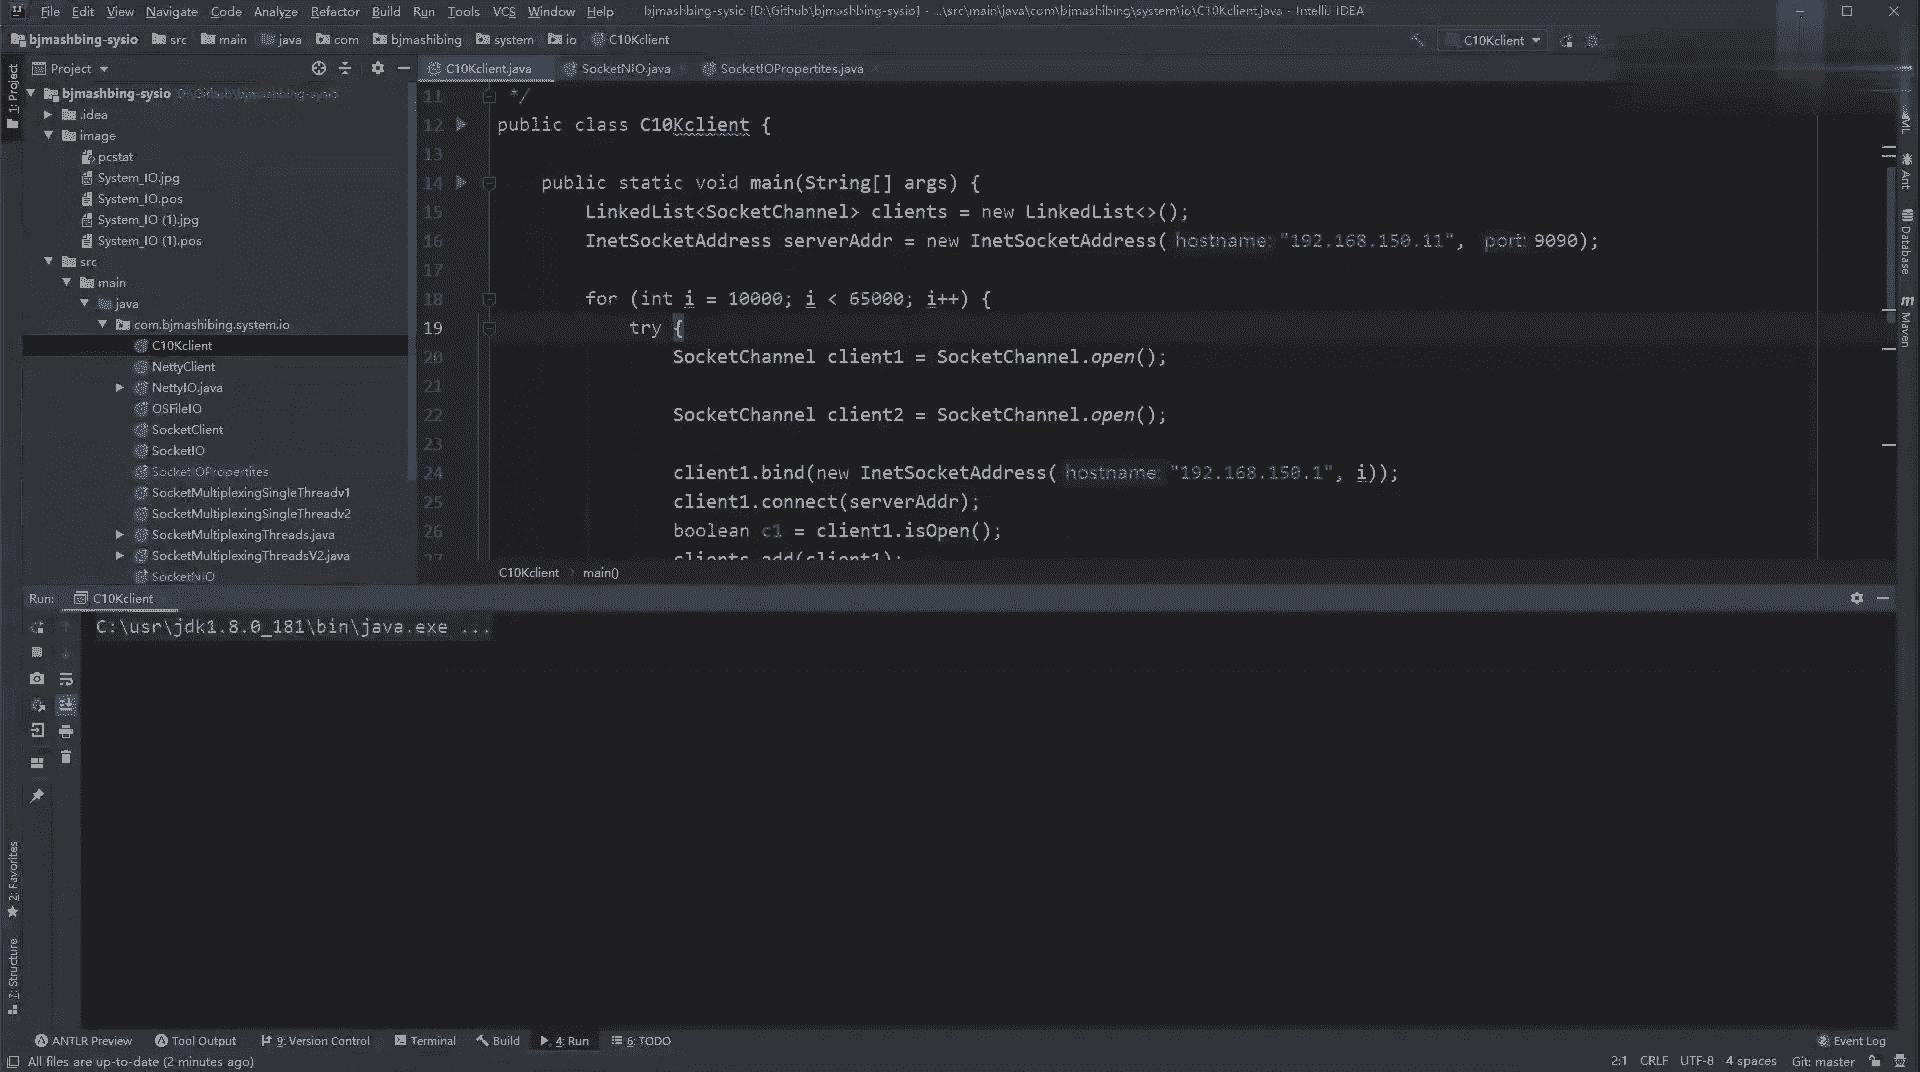 File Edit View Navigate Code Analyze Refactor Build Run Tools VCS Window Help bjmashbing-sysio [D:\Github\bjmashbing-sysio] - ...\src\main\java\com\bjmashibing\system\io\C10Kclient.java - IntelliJ IDEA
bjmashbing-sysio src main java com bjmashibing system io C10Kclient C10Kclient
Project C10Kclient.java SocketNIO.java SocketIOPropertites.java
1: Project
bjmashbing-sysio D:\Github\bjmashbing-sysio
.idea
image
pcstat
System_IO.jpg
System_IO.pos
System_IO (1).jpg
System_IO (1).pos
src
main
java
com.bjmashibing.system.io
C10Kclient
NettyClient
NettyIO.java
OSFileIO
SocketClient
SocketIO
SocketIOPropertites
SocketMultiplexingSingleThreadv1
SocketMultiplexingSingleThreadv2
SocketMultiplexingThreads.java
SocketMultiplexingThreadsV2.java
SocketNIO
11 */
12 public class C10Kclient {
13
14 public static void main(String[] args) {
15 LinkedList<SocketChannel> clients = new LinkedList<>();
16 InetSocketAddress serverAddr = new InetSocketAddress( hostname: "192.168.150.11", port: 9090);
17
18 for (int i = 10000; i < 65000; i++) {
19 try {
20 SocketChannel client1 = SocketChannel.open();
21
22 SocketChannel client2 = SocketChannel.open();
23
24 client1.bind(new InetSocketAddress( hostname: "192.168.150.1", i));
25 client1.connect(serverAddr);
26 boolean c1 = client1.isOpen();
27 clients.add(client1);
C10Kclient main()
Ant
Database
Maven
Run: C10Kclient
C:\usr\jdk1.8.0_181\bin\java.exe ...
2: Favorites
7: Structure
ANTLR Preview Tool Output 9: Version Control Terminal Build 4: Run 6: TODO 2 Event Log
All files are up-to-date (2 minutes ago) 2:1 CRLF UTF-8 4 spaces Git: master